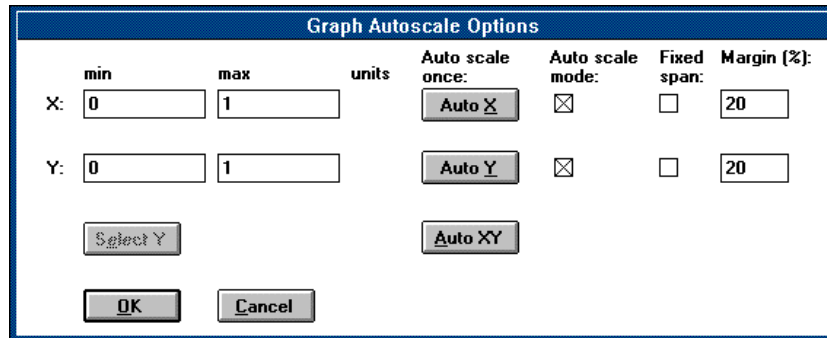 Graph Autoscale Options
min max units Auto scale once: Auto scale mode: Fixed span: Margin (%):
X: 0 1 Auto X 20
Y: 0 1 Auto Y 20
Select Y Auto XY
OK Cancel